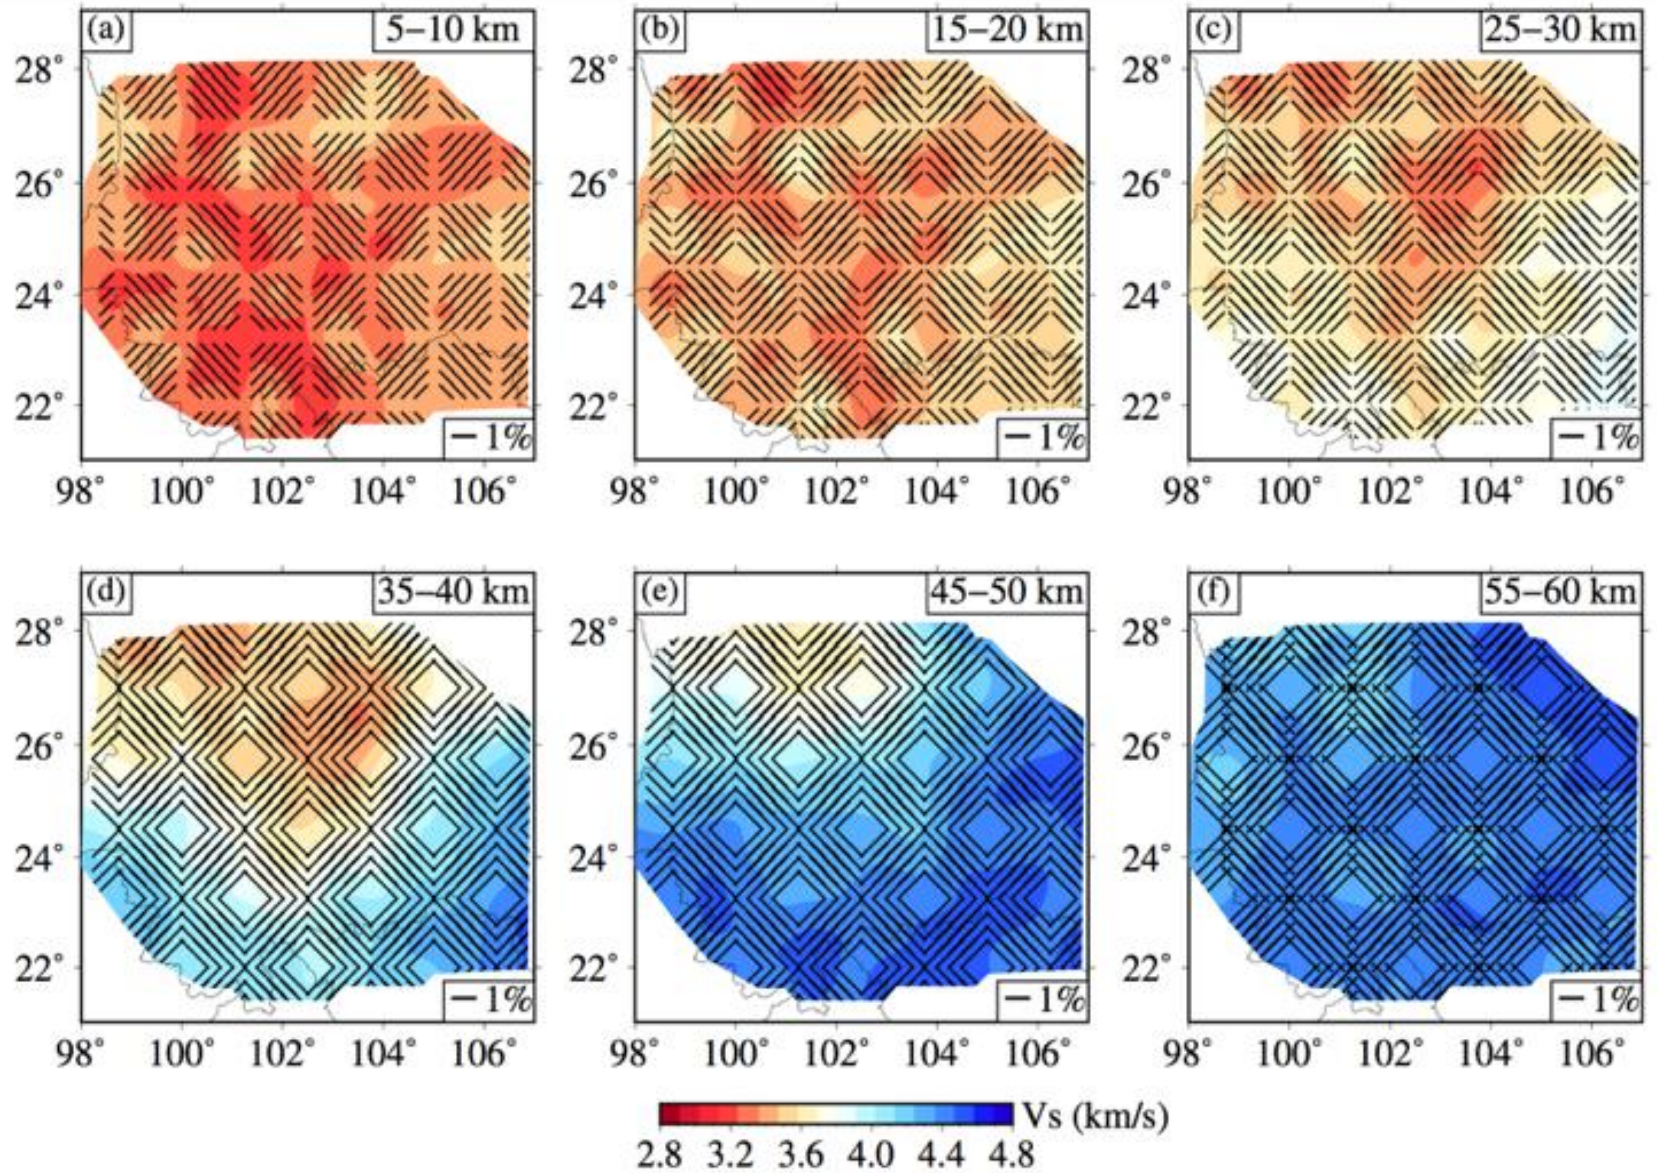 (a) 5–10 km
(b) 15–20 km
(c) 25–30 km
28° 28° 28°
26° 26° 26°
24° 24° 24°
22° 22° 22°
1% 1% 1%
98° 100° 102° 104° 106° 98° 100° 102° 104° 106° 98° 100° 102° 104° 106°
(d) 35–40 km
(e) 45–50 km
(f) 55–60 km
28° 28° 28°
26° 26° 26°
24° 24° 24°
22° 22° 22°
1% 1% 1%
98° 100° 102° 104° 106° 98° 100° 102° 104° 106° 98° 100° 102° 104° 106°
Vs (km/s)
2.8 3.2 3.6 4.0 4.4 4.8